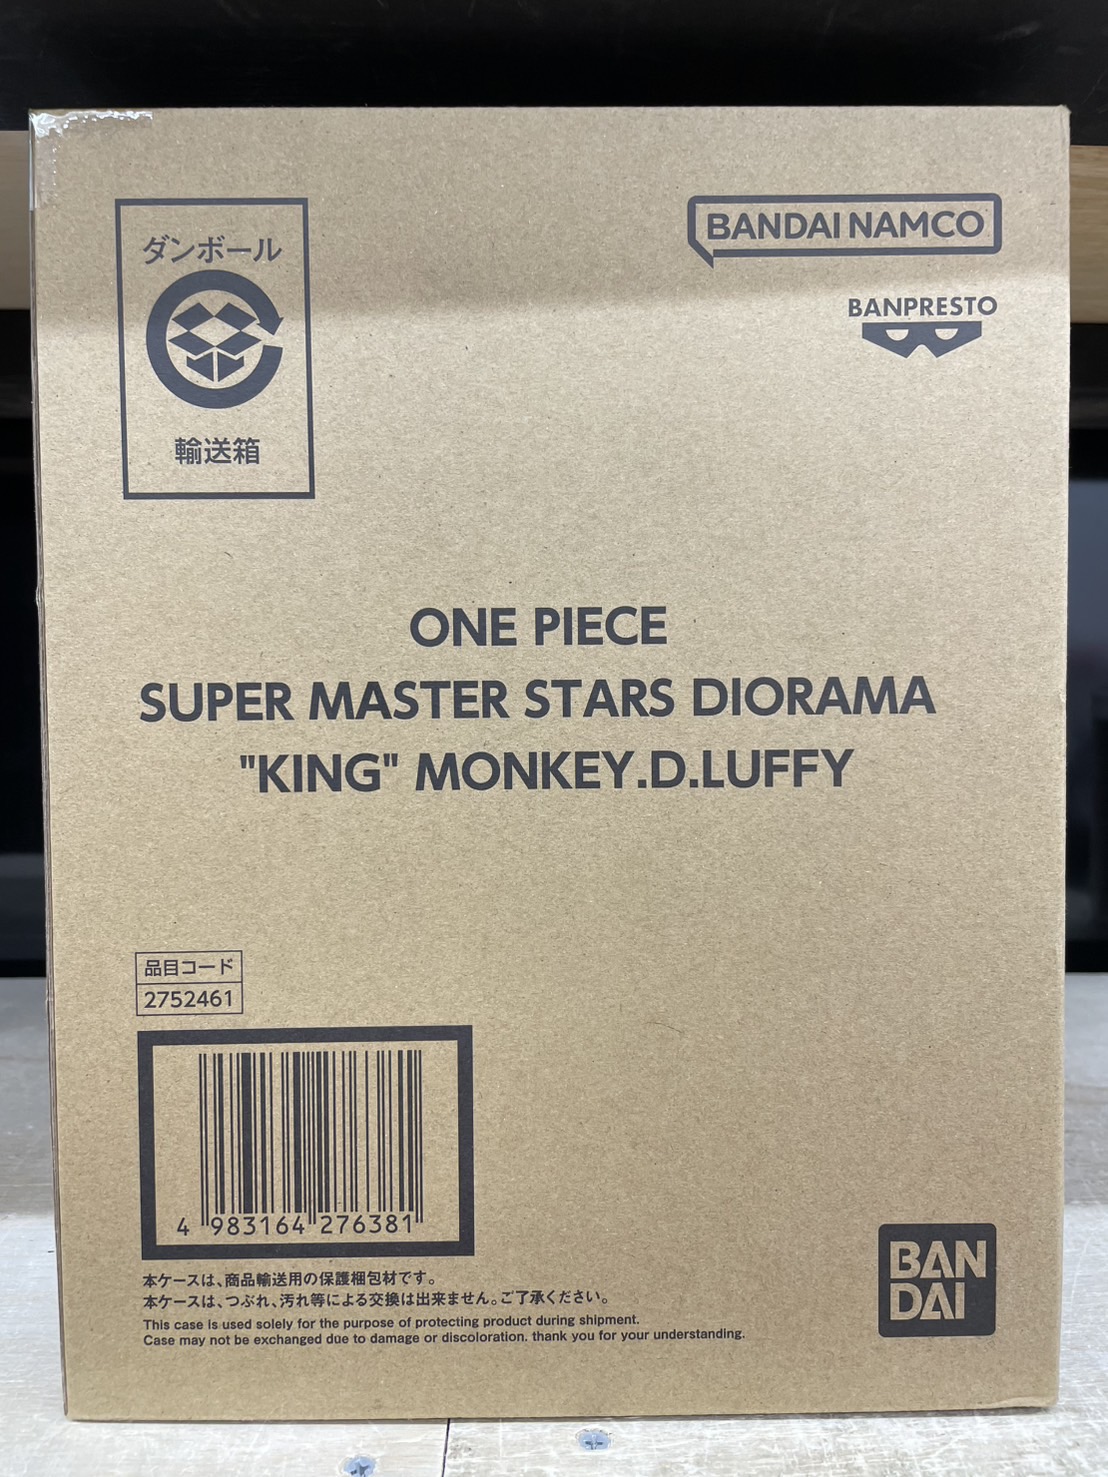 ダンボール
輸送箱
BANDAI NAMCO
BANPRESTO
ONE PIECE
SUPER MASTER STARS DIORAMA
"KING" MONKEY.D.LUFFY
品目コード
2752461
4 983164 276381
本ケースは、商品輸送用の保護梱包材です。
本ケースは、つぶれ、汚れ等による交換は出来ません。ご了承ください。
This case is used solely for the purpose of protecting product during shipment.
Case may not be exchanged due to damage or discoloration. thank you for your understanding.
BAN
DAI